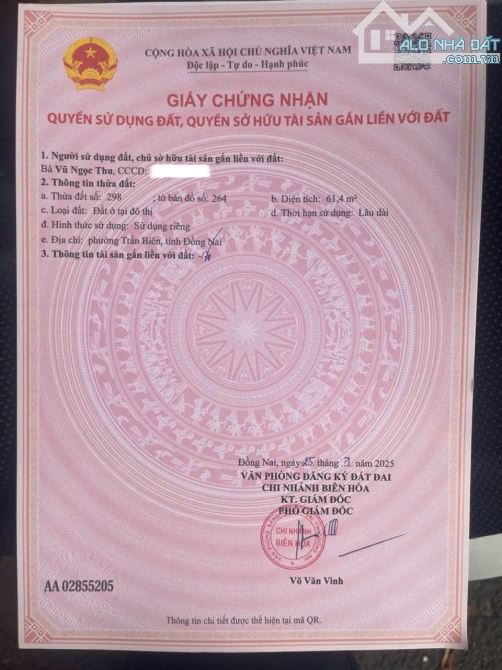 ALO NHÀ ĐẤT
.com.vn
CỘNG HÒA XÃ HỘI CHỦ NGHĨA VIỆT NAM
Độc lập - Tự do - Hạnh phúc
GIẤY CHỨNG NHẬN
QUYỀN SỬ DỤNG ĐẤT, QUYỀN SỞ HỮU TÀI SẢN GẮN LIỀN VỚI ĐẤT
1. Người sử dụng đất, chủ sở hữu tài sản gắn liền với đất:
Bà Vũ Ngọc Thu, CCCD:
2. Thông tin thửa đất:
a. Thửa đất số: 298 ; tờ bản đồ số: 264 b. Diện tích: 61,4 m²
c. Loại đất: Đất ở tại đô thị d. Thời hạn sử dụng: Lâu dài
đ. Hình thức sử dụng: Sử dụng riêng
e. Địa chỉ: phường Trấn Biên, tỉnh Đồng Nai
3. Thông tin tài sản gắn liền với đất: -
Đồng Nai, ngày 25 tháng 7 năm 2025
VĂN PHÒNG ĐĂNG KÝ ĐẤT ĐAI
CHI NHÁNH BIÊN HÒA
KT. GIÁM ĐỐC
PHÓ GIÁM ĐỐC
CHI NHÁNH
BIÊN HÒA
Võ Văn Vinh
AA 02855205
Thông tin chi tiết được thể hiện tại mã QR.